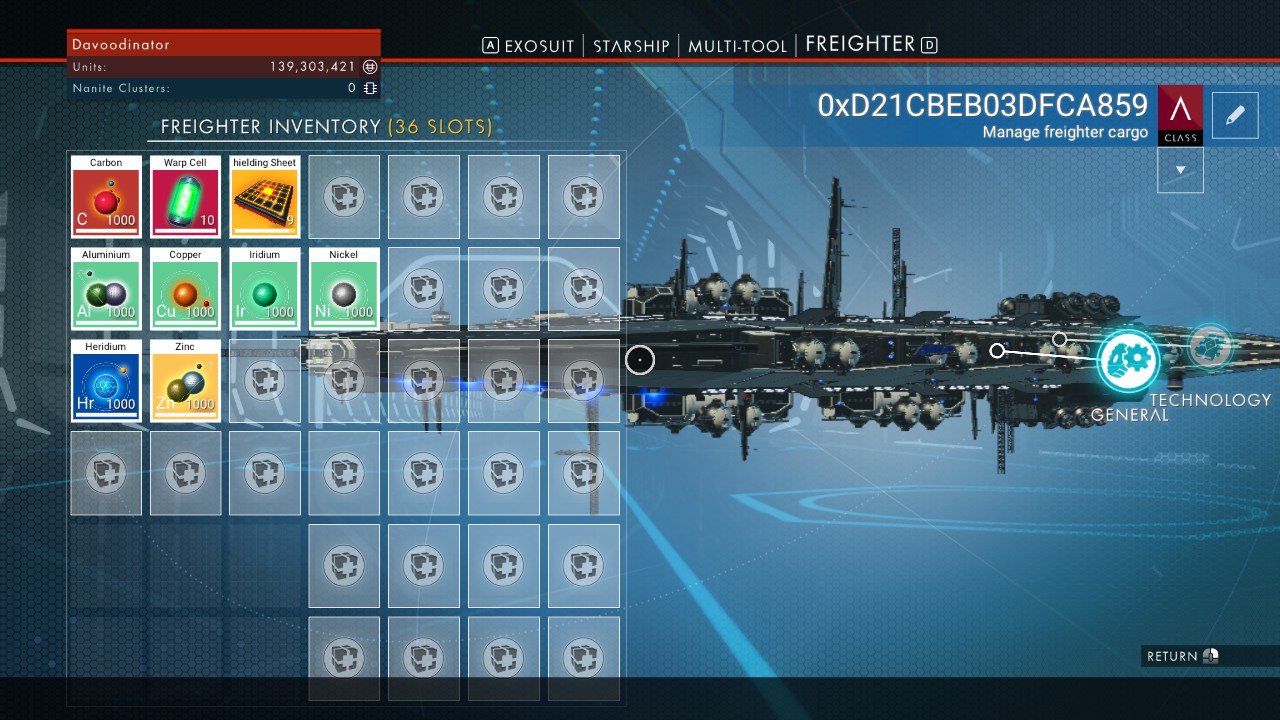 Davoodinator
Units: 139,303,421
Nanite Clusters: 0
A EXOSUIT STARSHIP MULTI-TOOL FREIGHTER D
0xD21CBEB03DFCA859
Manage freighter cargo
CLASS
FREIGHTER INVENTORY (36 SLOTS)
Carbon Warp Cell hielding Sheet
C 1000 10 9
Aluminium Copper Iridium Nickel
Al 1000 Cu 1000 Ir 1000 Ni 1000
Heridium Zinc
Hr 1000 Zn 1000
TECHNOLOGY
GENERAL
RETURN